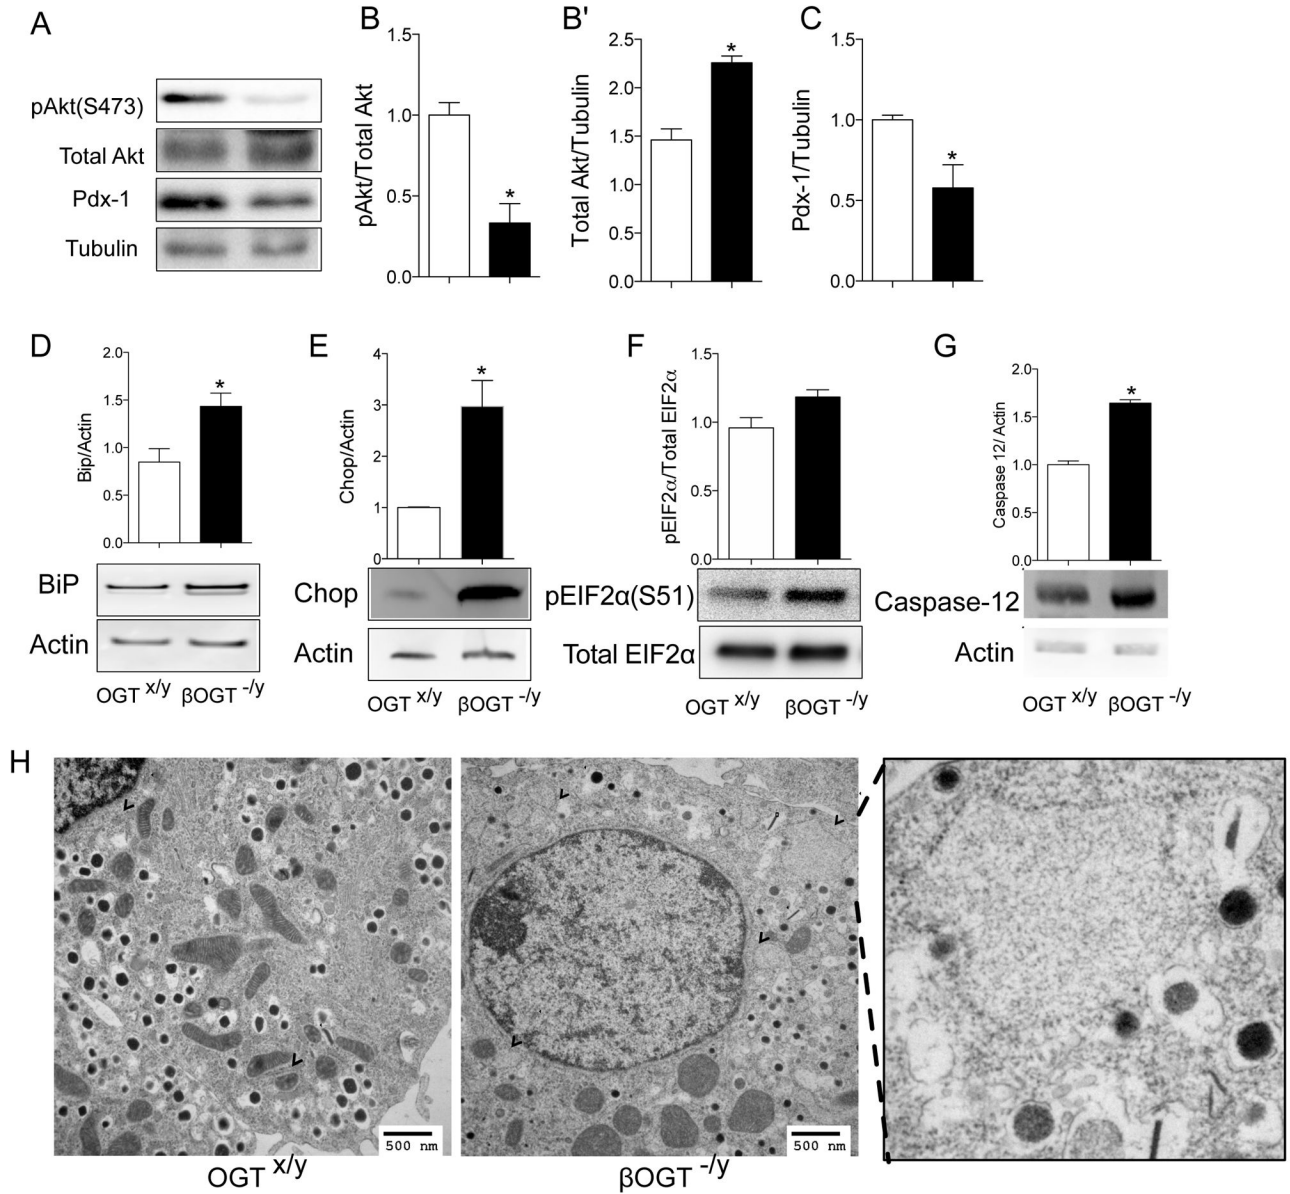 A
pAkt(S473)
Total Akt
Pdx-1
Tubulin
B
pAkt/Total Akt
1.5
1.0
0.5
0.0
*
B'
Total Akt/Tubulin
2.5
2.0
1.5
1.0
0.5
0.0
*
C
Pdx-1/Tubulin
1.5
1.0
0.5
0.0
*
D
Bip/Actin
2.0
1.5
1.0
0.5
0.0
*
BiP
Actin
OGT x/y βOGT -/y
E
Chop/Actin
4
3
2
1
0
*
Chop
Actin
OGT x/y βOGT -/y
F
pEIF2α/Total EIF2α
1.5
1.0
0.5
0.0
pEIF2α(S51)
Total EIF2α
OGT x/y βOGT -/y
G
Caspase 12/ Actin
2.0
1.5
1.0
0.5
0.0
*
Caspase-12
Actin
OGT x/y βOGT -/y
H
500 nm
500 nm
OGT x/y
βOGT -/y